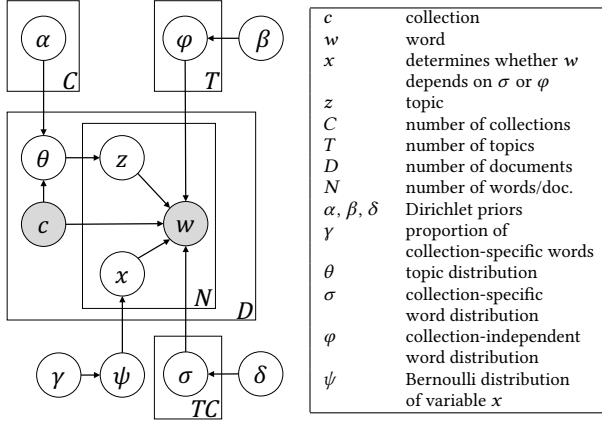 α
C
φ
β
T
θ
z
c
w
x
N
D
γ
ψ
σ
δ
TC
c collection
w word
x determines whether w
depends on σ or φ
z topic
C number of collections
T number of topics
D number of documents
N number of words/doc.
α, β, δ Dirichlet priors
γ proportion of
collection-specific words
θ topic distribution
σ collection-specific
word distribution
φ collection-independent
word distribution
ψ Bernoulli distribution
of variable x